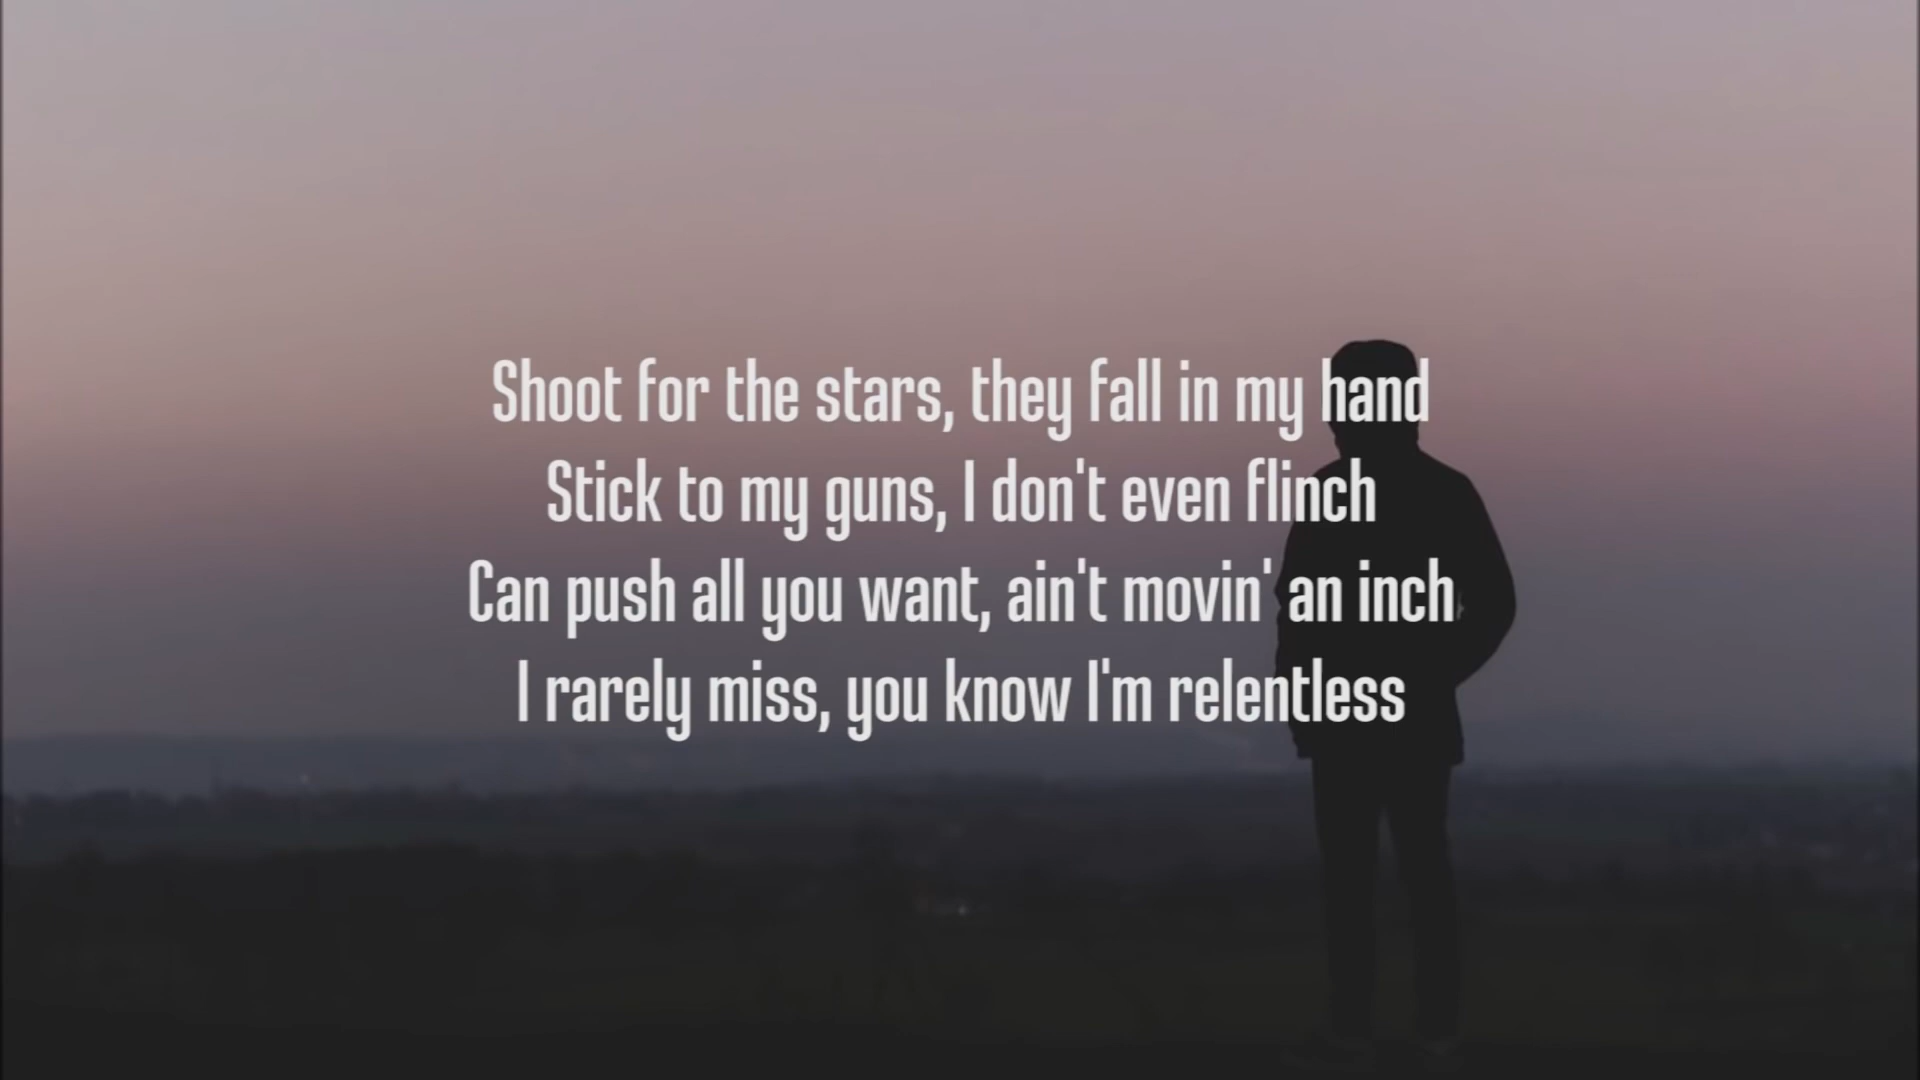 Shoot for the stars, they fall in my hand
Stick to my guns, I don't even flinch
Can push all you want, ain't movin' an inch
I rarely miss, you know I'm relentless